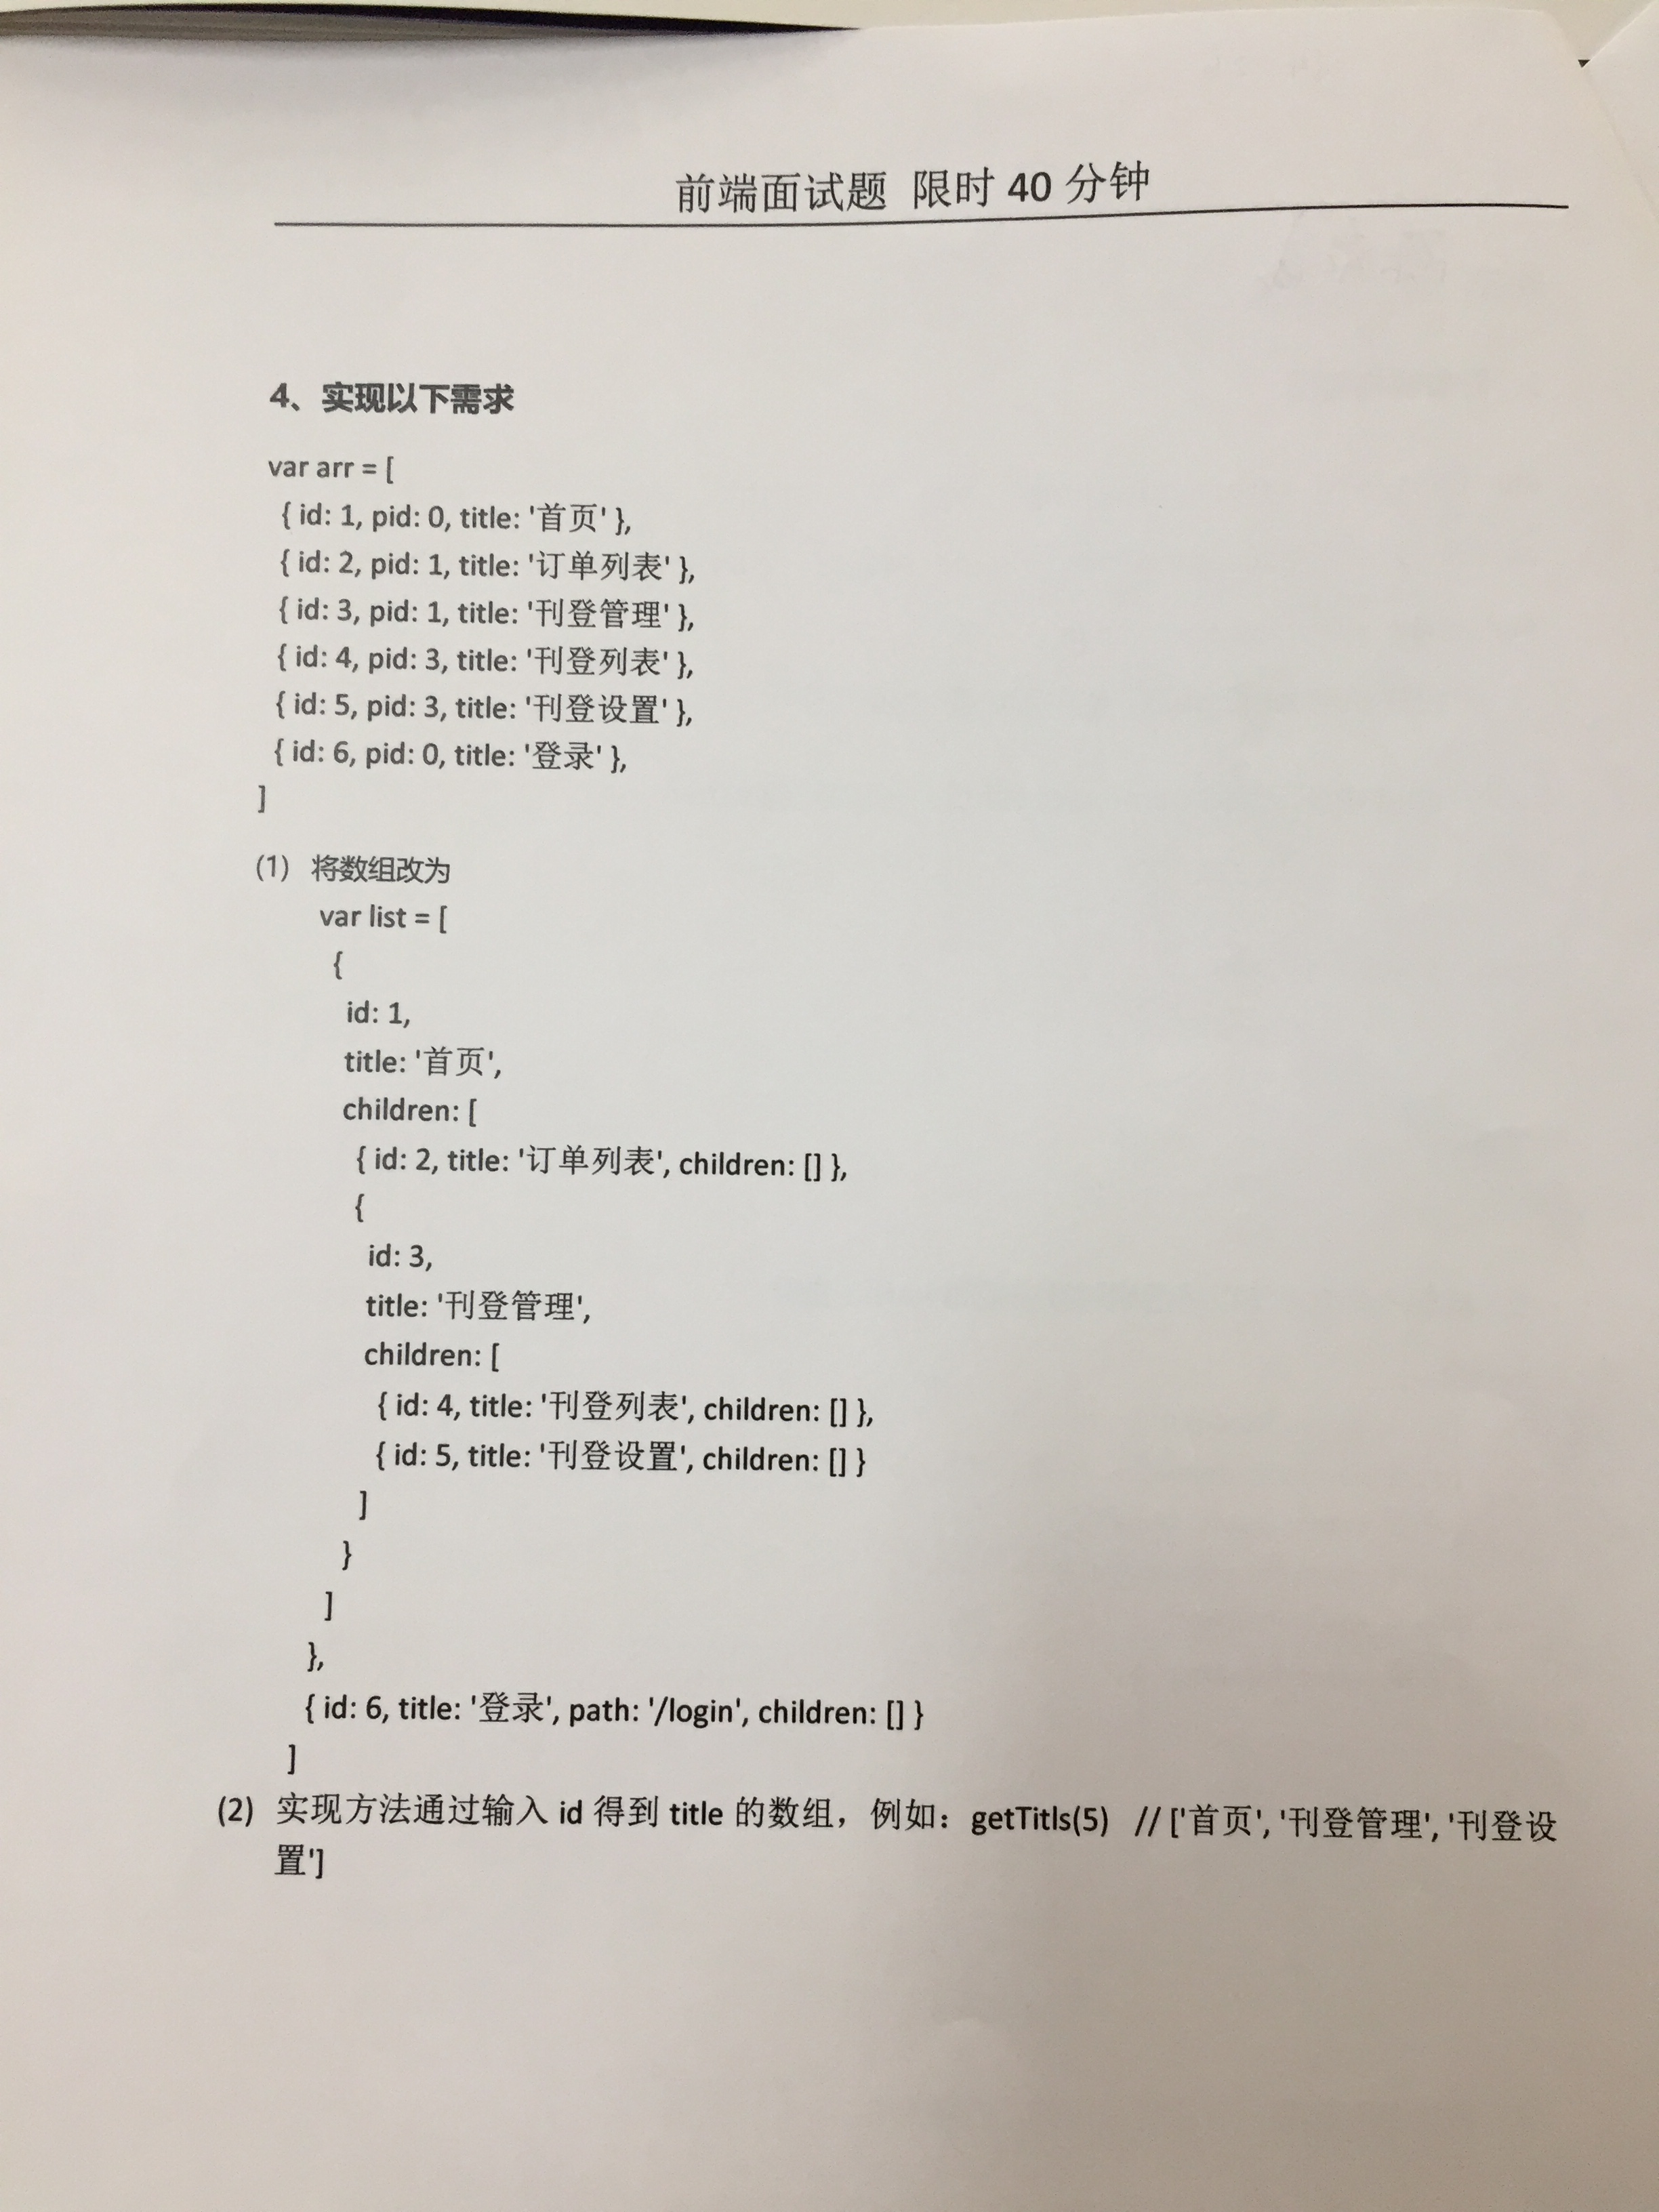 前端面试题 限时 40 分钟
4、实现以下需求
var arr = [
{ id: 1, pid: 0, title: '首页' },
{ id: 2, pid: 1, title: '订单列表' },
{ id: 3, pid: 1, title: '刊登管理' },
{ id: 4, pid: 3, title: '刊登列表' },
{ id: 5, pid: 3, title: '刊登设置' },
{ id: 6, pid: 0, title: '登录' },
]
(1) 将数组改为
var list = [
{
id: 1,
title: '首页',
children: [
{ id: 2, title: '订单列表', children: [] },
{
id: 3,
title: '刊登管理',
children: [
{ id: 4, title: '刊登列表', children: [] },
{ id: 5, title: '刊登设置', children: [] }
]
}
]
},
{ id: 6, title: '登录', path: '/login', children: [] }
]
(2) 实现方法通过输入 id 得到 title 的数组，例如：getTitls(5) // ['首页', '刊登管理', '刊登设
置']